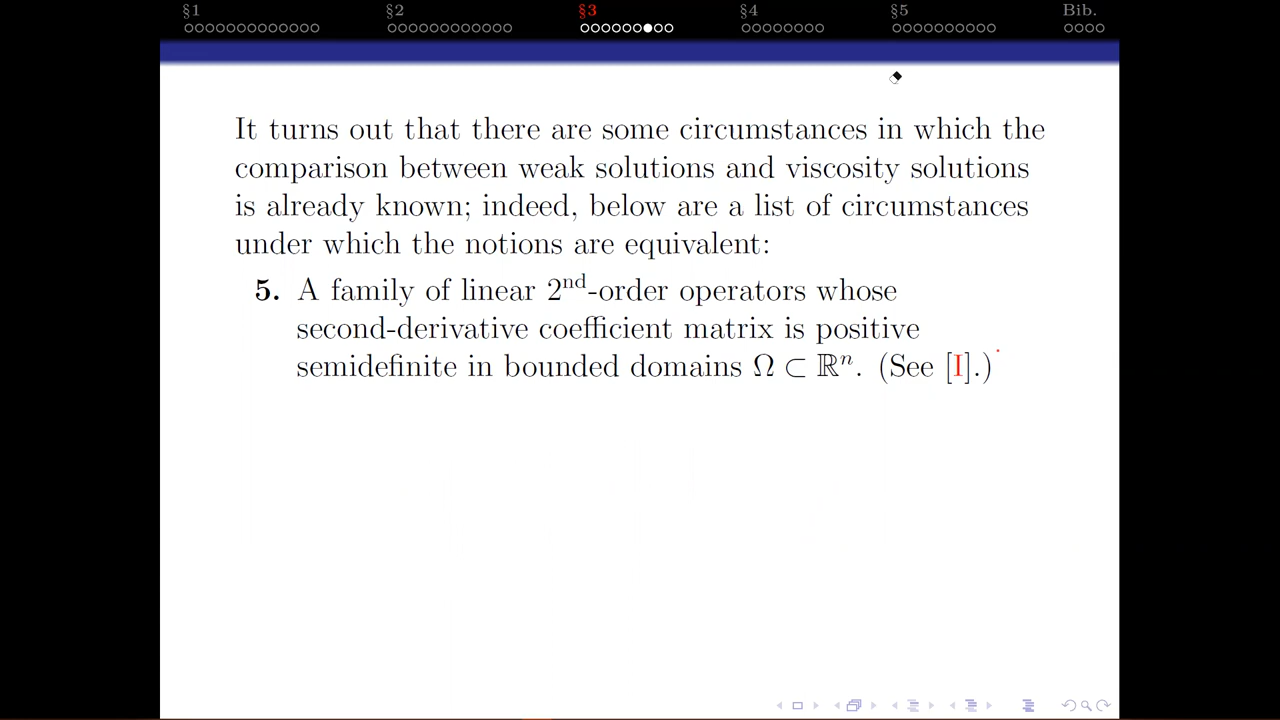 §1 §2 §3 §4 §5 Bib.
It turns out that there are some circumstances in which the
comparison between weak solutions and viscosity solutions
is already known; indeed, below are a list of circumstances
under which the notions are equivalent:
5. A family of linear 2nd-order operators whose
second-derivative coefficient matrix is positive
semidefinite in bounded domains Ω ⊂ ℝⁿ. (See [I].)